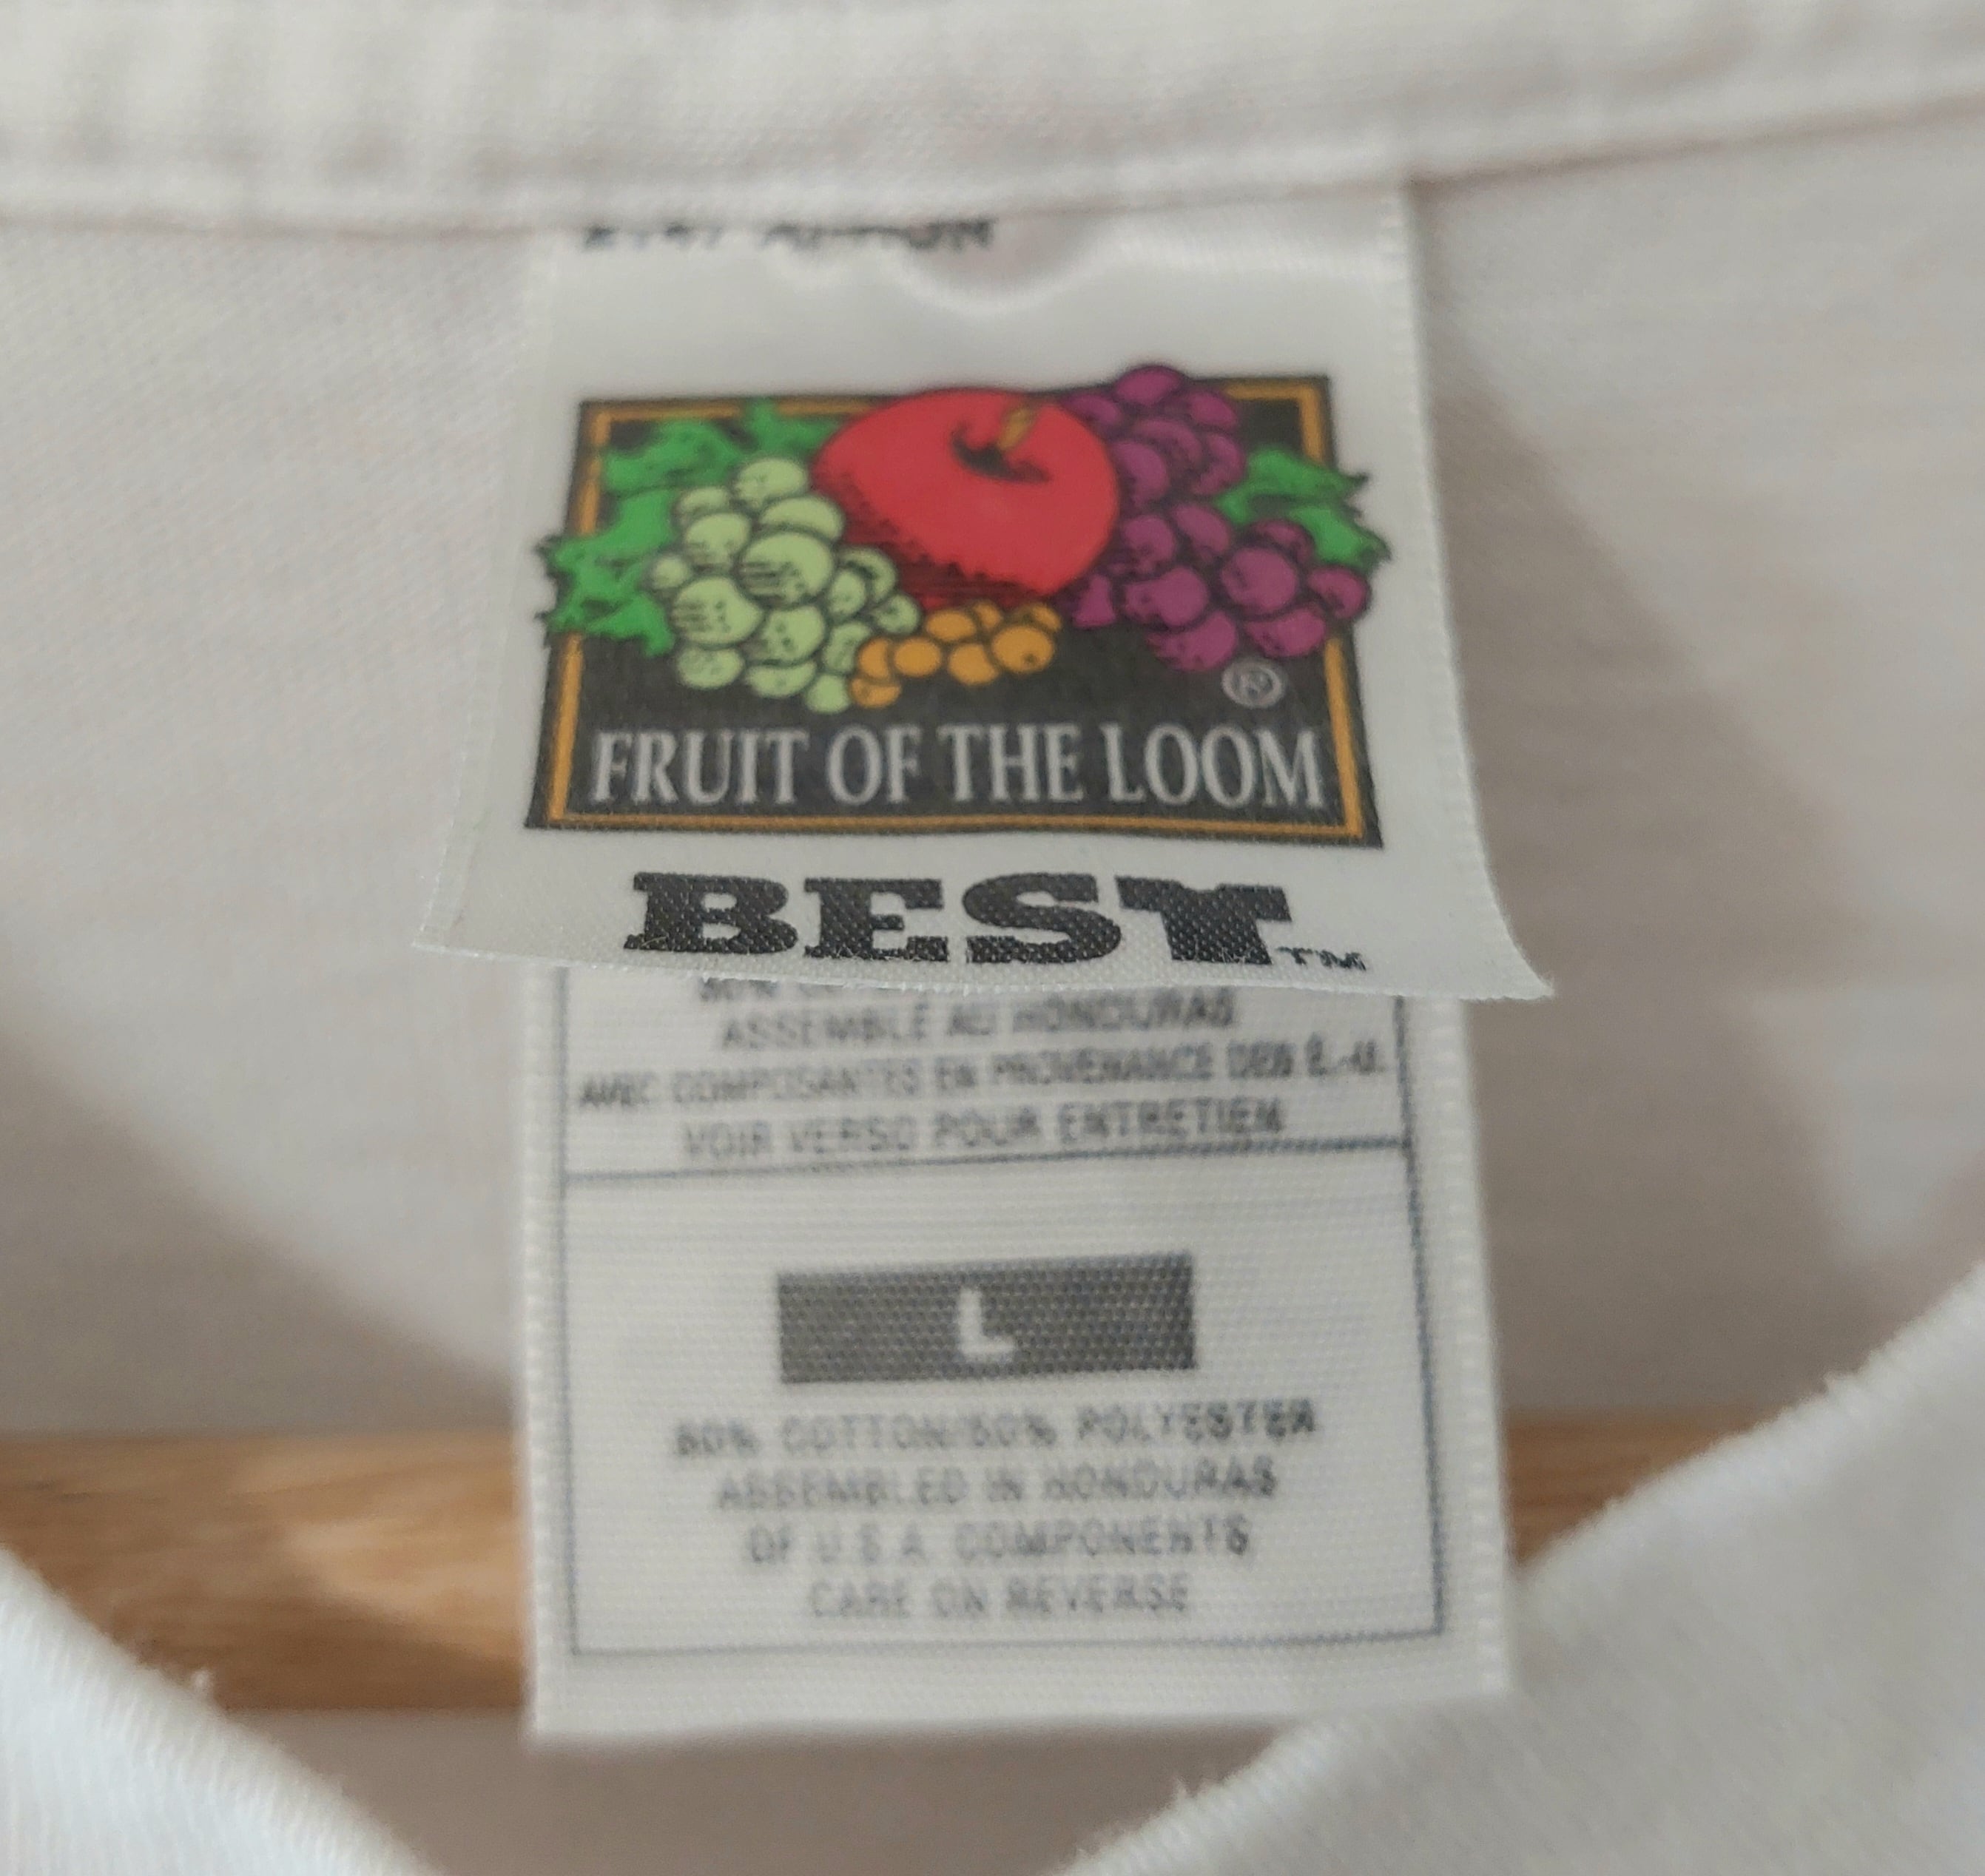 ®
FRUIT OF THE LOOM
BEST™
ASSEMBLÉ AU HONDURAS
AVEC COMPOSANTES EN PROVENANCE DES É.-U.
VOIR VERSO POUR ENTRETIEN
L
50% COTTON/50% POLYESTER
ASSEMBLED IN HONDURAS
OF U.S.A. COMPONENTS
CARE ON REVERSE